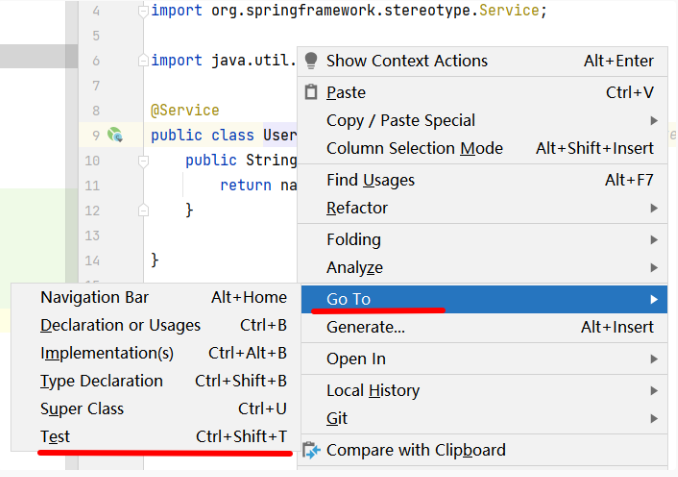 4 import org.springframework.stereotype.Service;
5
6 import java.util.
7
8 @Service
9 public class User
10 public String
11 return na
12 }
13
14 }
Show Context Actions Alt+Enter
Paste Ctrl+V
Copy / Paste Special
Column Selection Mode Alt+Shift+Insert
Find Usages Alt+F7
Refactor
Folding
Analyze
Go To
Generate... Alt+Insert
Open In
Local History
Git
Compare with Clipboard
Navigation Bar Alt+Home
Declaration or Usages Ctrl+B
Implementation(s) Ctrl+Alt+B
Type Declaration Ctrl+Shift+B
Super Class Ctrl+U
Test Ctrl+Shift+T